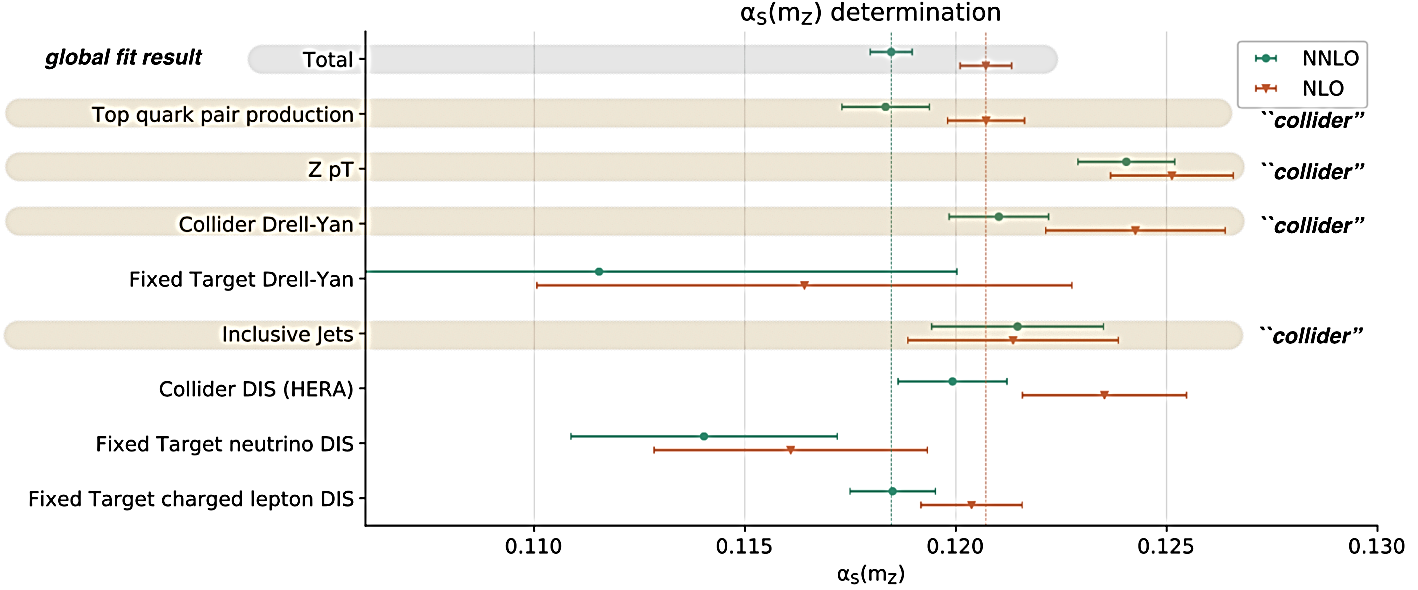 αS(mZ) determination
global fit result
Total
NNLO
NLO
Top quark pair production
``collider”
Z pT
``collider”
Collider Drell-Yan
``collider”
Fixed Target Drell-Yan
Inclusive Jets
``collider”
Collider DIS (HERA)
Fixed Target neutrino DIS
Fixed Target charged lepton DIS
0.110 0.115 0.120 0.125 0.130
αS(mZ)